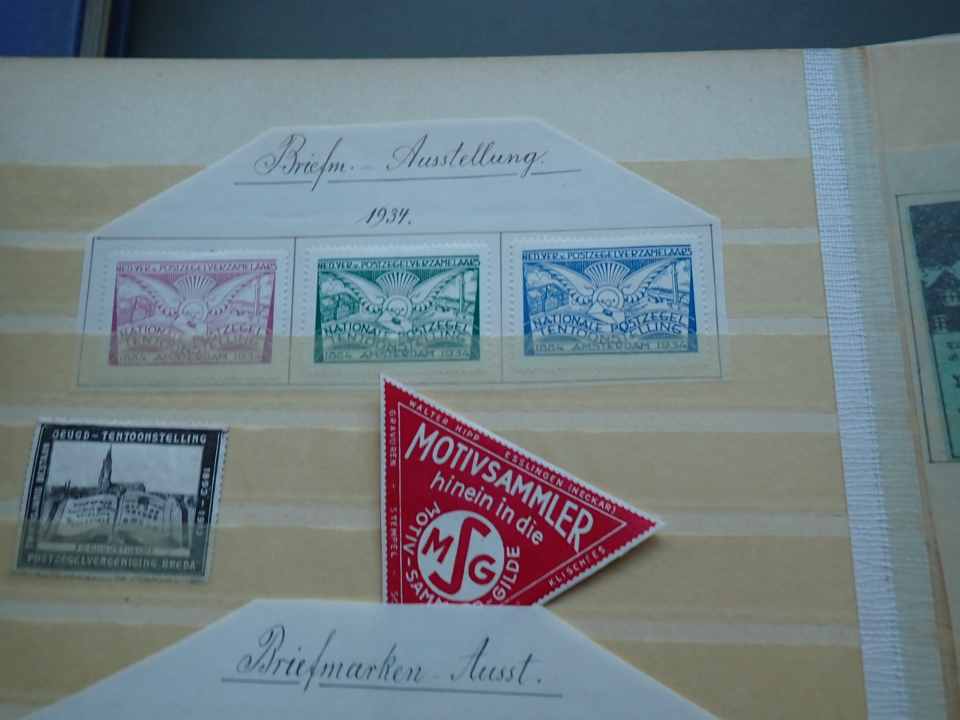 Briefm. - Ausstellung.
1934.
NED. VER. v. POSTZEGELVERZAMELAARS
NATIONALE POSTZEGEL
TENTOONSTELLING
1884 AMSTERDAM 1934
NED. VER. v. POSTZEGELVERZAMELAARS
NATIONALE POSTZEGEL
TENTOONSTELLING
1884 AMSTERDAM 1934
NED. VER. v. POSTZEGELVERZAMELAARS
NATIONALE POSTZEGEL
TENTOONSTELLING
1884 AMSTERDAM 1934
JEUGD-TENTOONSTELLING
POSTZEGELVEREENIGING BREDA
WALTER HIPP ESSLINGEN (NECKAR)
GRAVUREN • STEMPEL
KLISCHEES
MOTIVSAMMLER
hinein in die
MSG
MOTIV-SAMMLER-GILDE
Briefmarken - Ausst.